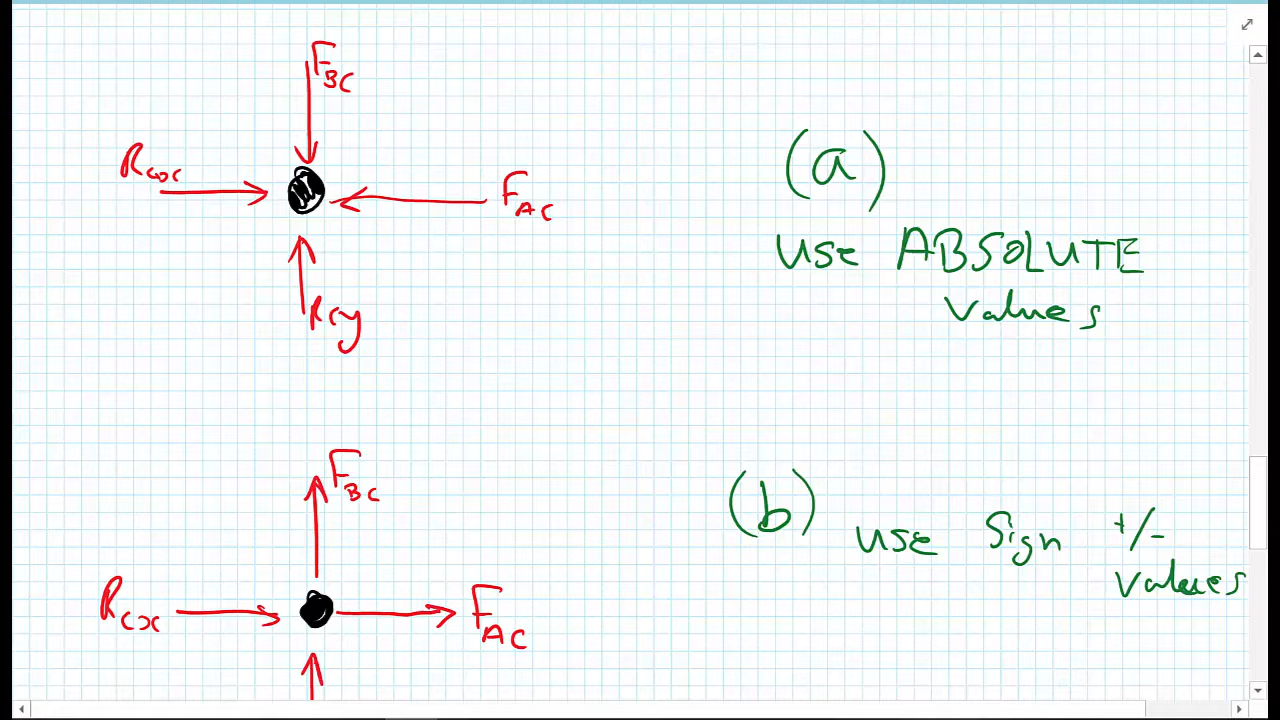 F_BC
R_cx
F_AC
R_cy
(a)
use ABSOLUTE
values
F_BC
(b)
use Sign +/-
values
R_cx
F_AC